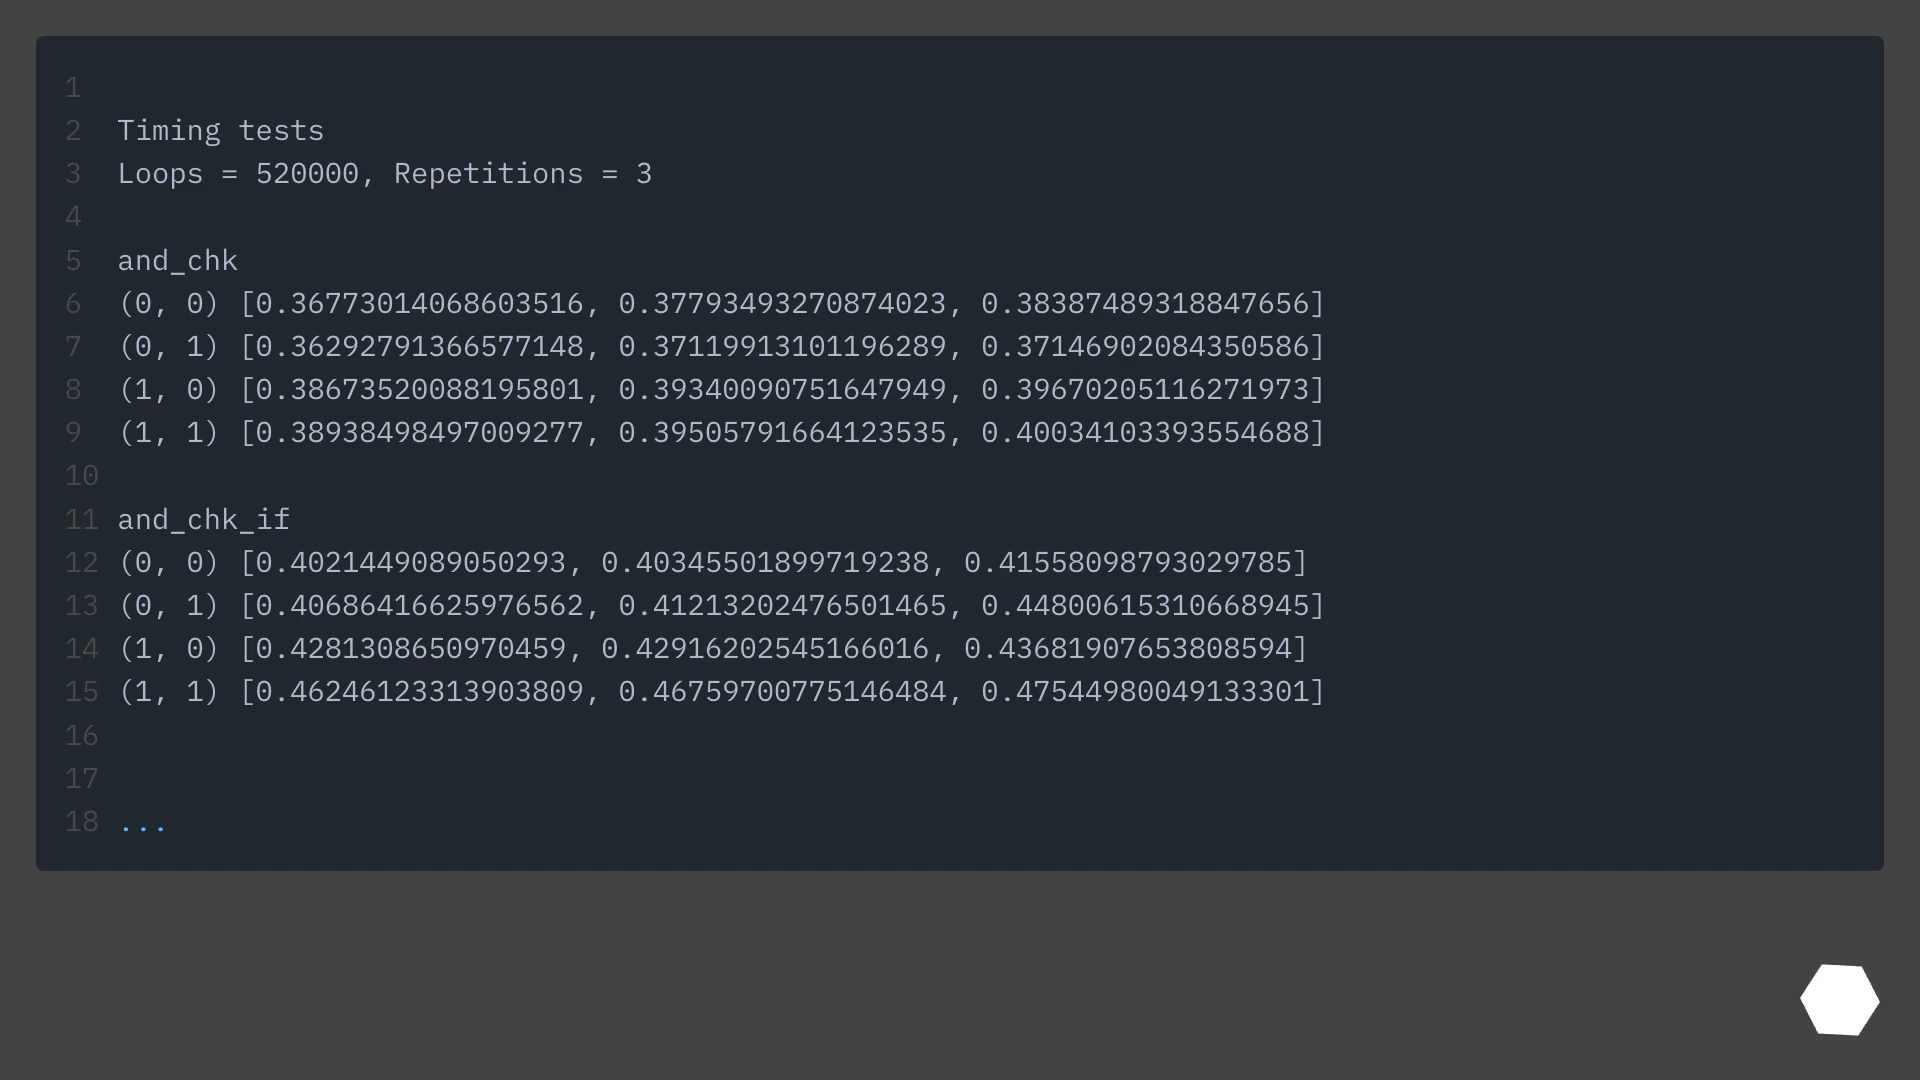 1
2 Timing tests
3 Loops = 520000, Repetitions = 3
4
5 and_chk
6 (0, 0) [0.36773014068603516, 0.37793493270874023, 0.38387489318847656]
7 (0, 1) [0.36292791366577148, 0.37119913101196289, 0.37146902084350586]
8 (1, 0) [0.38673520088195801, 0.39340090751647949, 0.39670205116271973]
9 (1, 1) [0.38938498497009277, 0.39505791664123535, 0.40034103393554688]
10
11 and_chk_if
12 (0, 0) [0.4021449089050293, 0.40345501899719238, 0.41558098793029785]
13 (0, 1) [0.40686416625976562, 0.41213202476501465, 0.44800615310668945]
14 (1, 0) [0.4281308650970459, 0.42916202545166016, 0.43681907653808594]
15 (1, 1) [0.46246123313903809, 0.46759700775146484, 0.47544980049133301]
16
17
18 ...